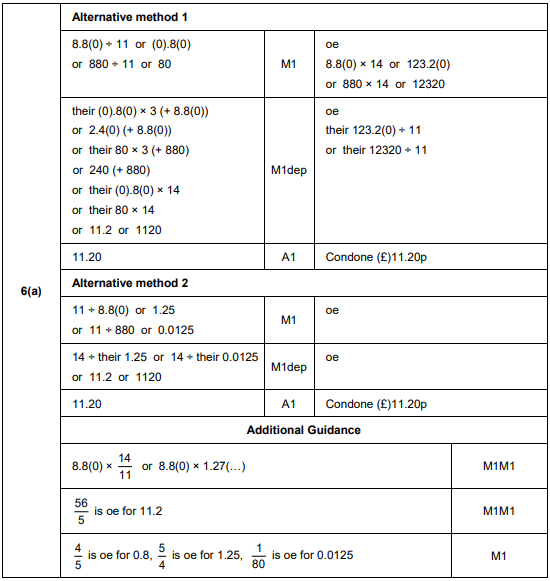 Alternative method 1
8.8(0) ÷ 11 or (0).8(0)
or 880 ÷ 11 or 80
M1
oe
8.8(0) × 14 or 123.2(0)
or 880 × 14 or 12320
their (0).8(0) × 3 (+ 8.8(0))
or 2.4(0) (+ 8.8(0))
or their 80 × 3 (+ 880)
or 240 (+ 880)
or their (0).8(0) × 14
or their 80 × 14
or 11.2 or 1120
M1dep
oe
their 123.2(0) ÷ 11
or their 12320 ÷ 11
11.20
A1
Condone (£)11.20p
6(a)
Alternative method 2
11 ÷ 8.8(0) or 1.25
or 11 ÷ 880 or 0.0125
M1
oe
14 ÷ their 1.25 or 14 ÷ their 0.0125
or 11.2 or 1120
M1dep
oe
11.20
A1
Condone (£)11.20p
Additional Guidance
8.8(0) × 14/11 or 8.8(0) × 1.27(…)
M1M1
56/5 is oe for 11.2
M1M1
4/5 is oe for 0.8, 5/4 is oe for 1.25, 1/80 is oe for 0.0125
M1